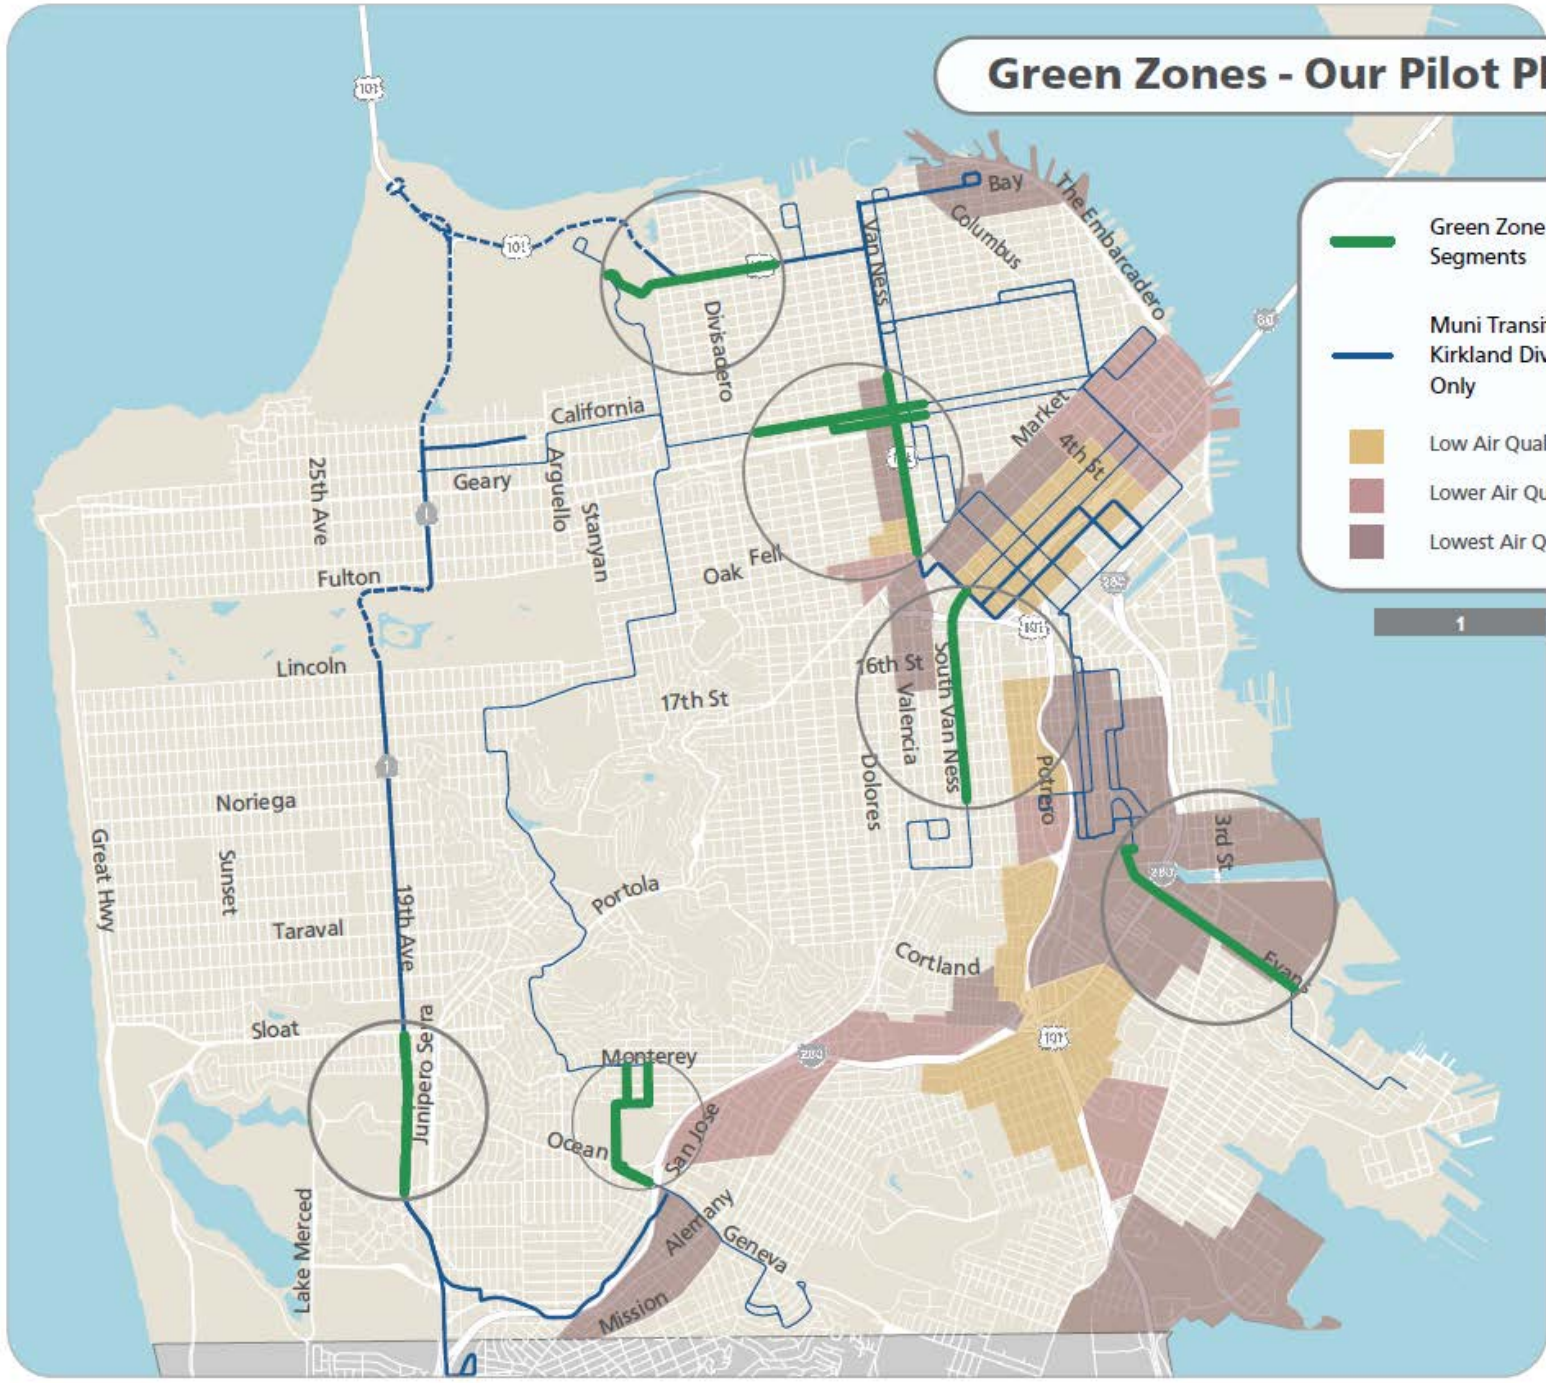 Green Zones - Our Pilot Pl
Green Zone
Segments
Muni Transi
Kirkland Div
Only
Low Air Qual
Lower Air Qu
Lowest Air Q
1
101
101
Bay
The Embarcadero
Columbus
Van Ness
80
Divisadero
California
Market
4th St
25th Ave
Geary
Arguello
Stanyan
1
Fell
Oak
Fulton
280
101
Lincoln
16th St
17th St
South Van Ness
Valencia
Dolores
Potrero
1
Noriega
Great Hwy
Sunset
3rd St
280
19th Ave
Portola
Taraval
Cortland
Evans
Sloat
Junipero Serra
Monterey
280
101
Ocean
San Jose
Lake Merced
Alemany
Geneva
Mission